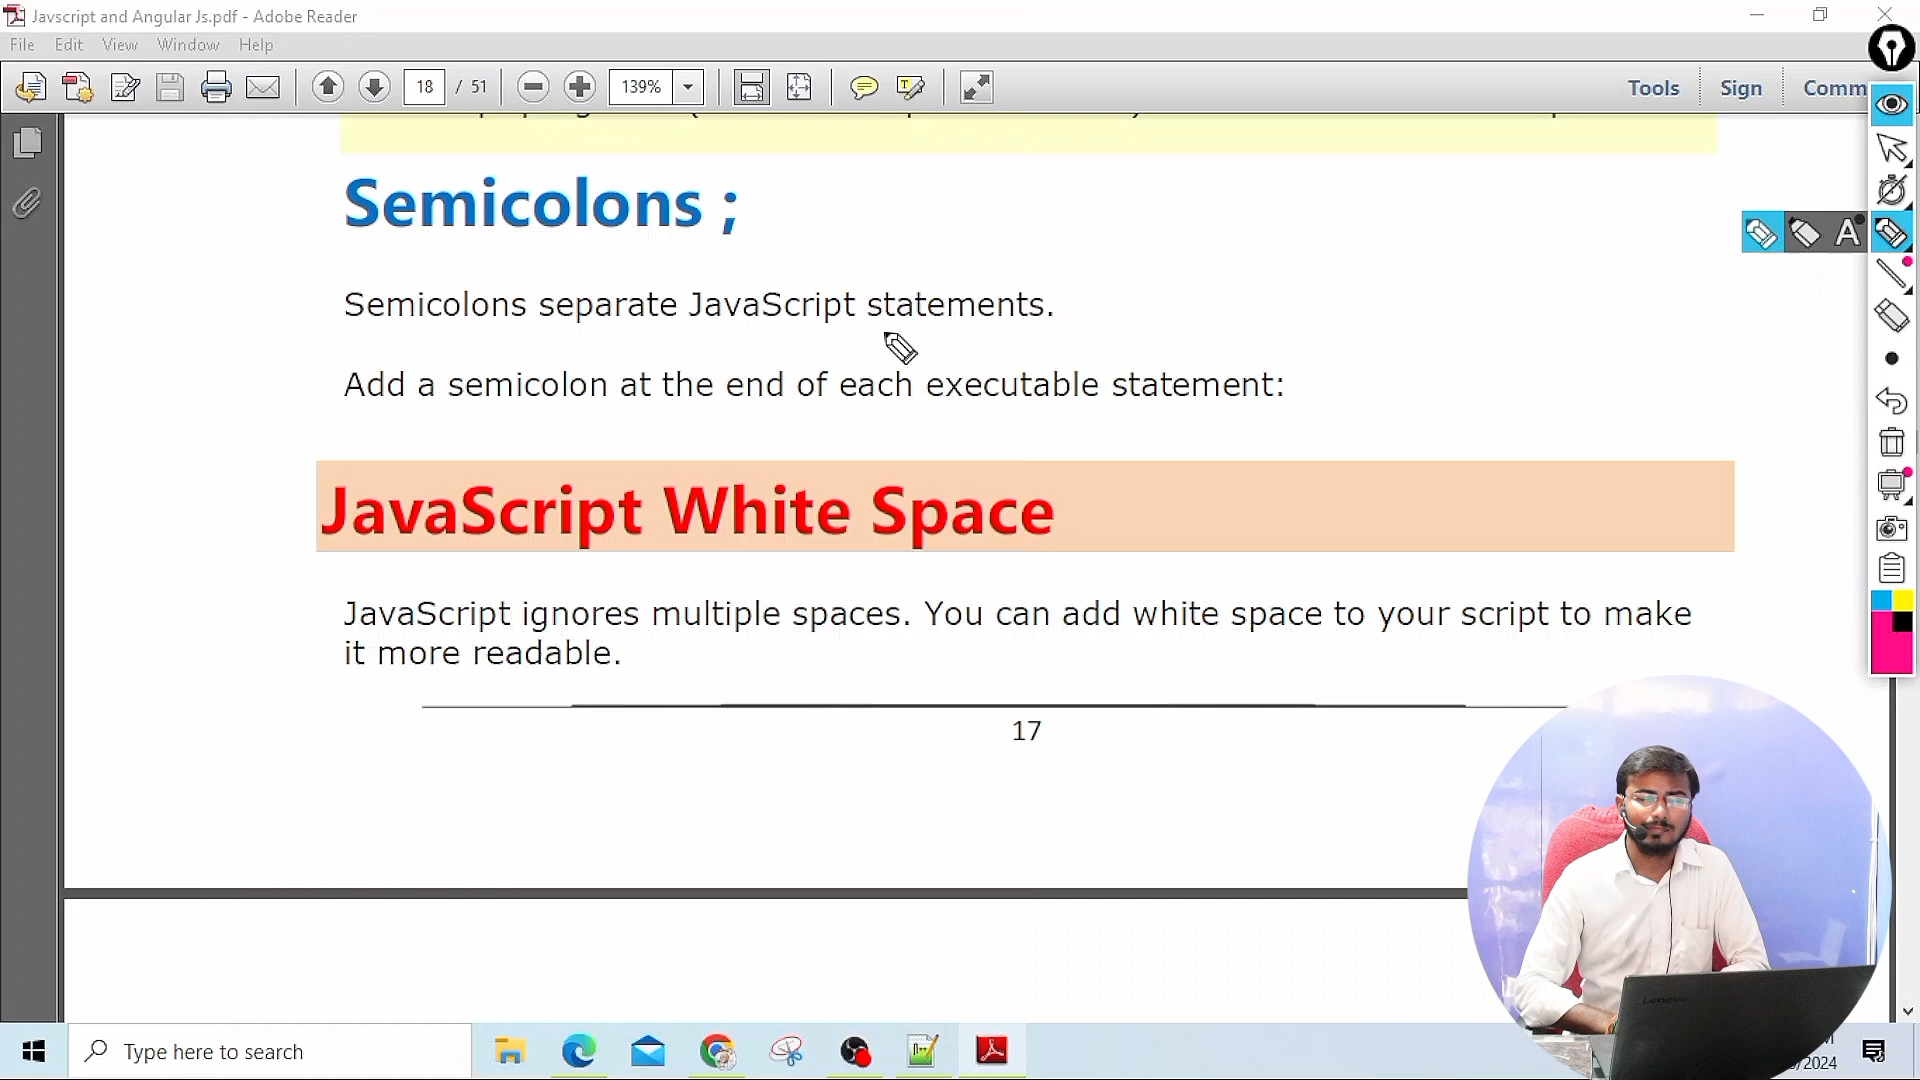 Javscript and Angular Js.pdf - Adobe Reader
File Edit View Window Help
18 / 51 139% Tools Sign Comm
Semicolons ;
Semicolons separate JavaScript statements.
Add a semicolon at the end of each executable statement:
JavaScript White Space
JavaScript ignores multiple spaces. You can add white space to your script to make
it more readable.
17
Lenovo
Type here to search
/2024